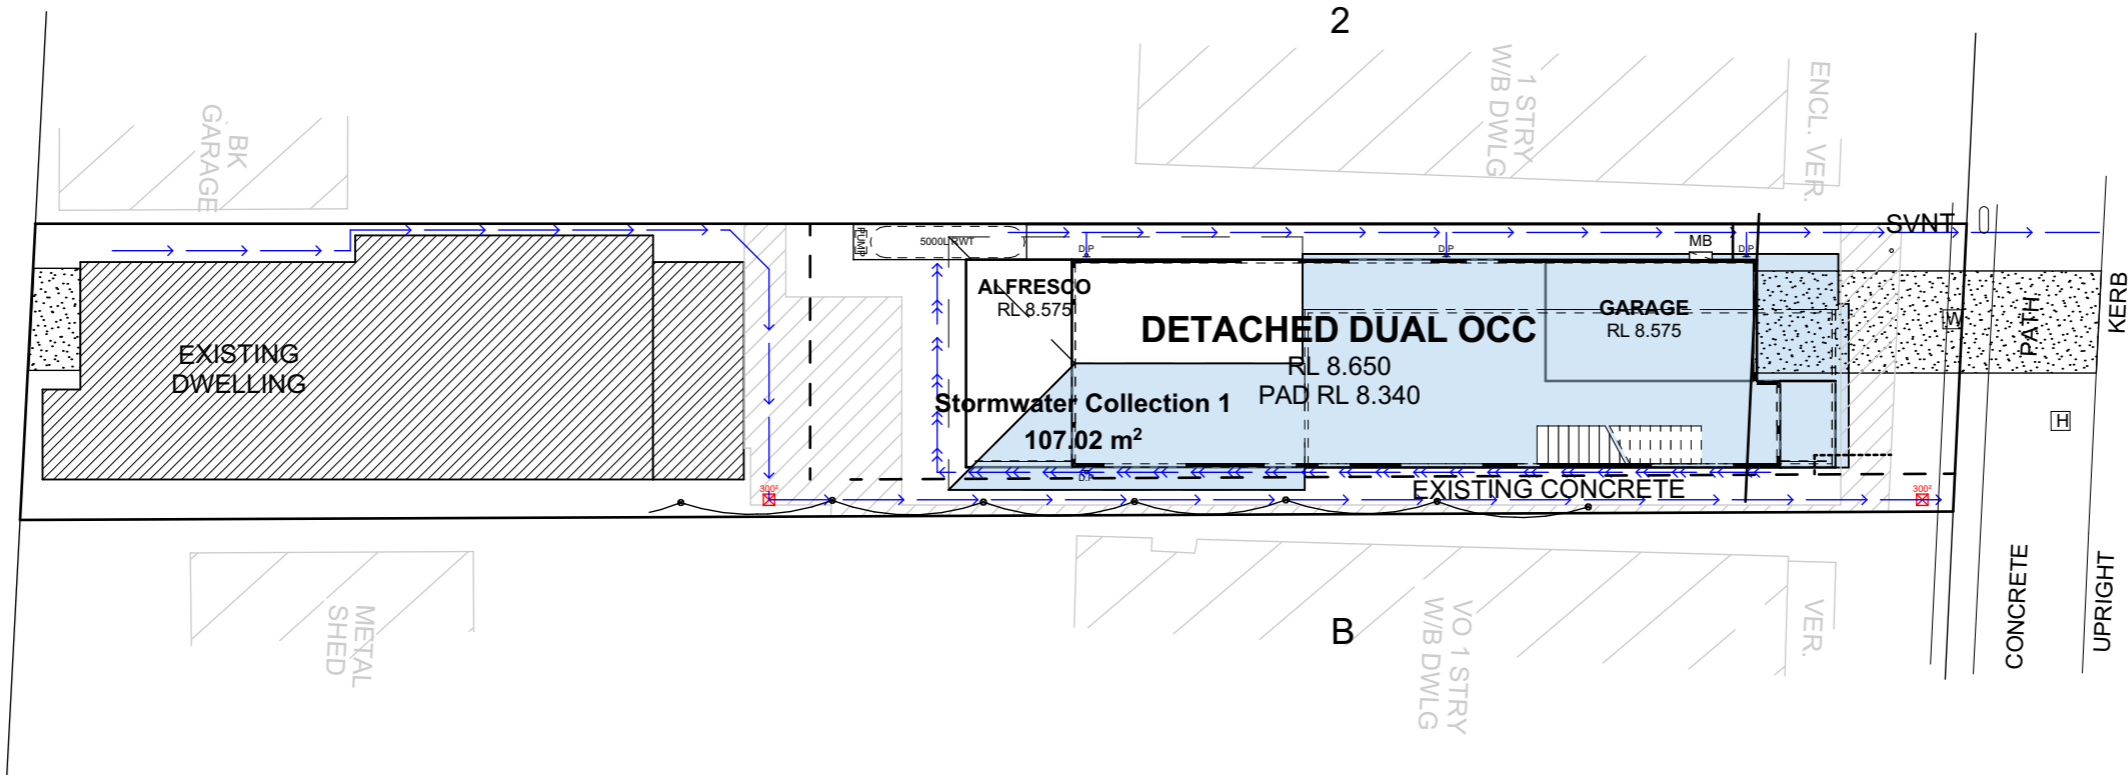 2
BK
GARAGE
1 STRY
W/B DWLG
ENCL. VER.
SVNT
PUMP
5000L RWT
D.P
D.P
MB
D.P
ALFRESCO
RL 8.575
GARAGE
RL 8.575
DETACHED DUAL OCC
RL 8.650
PAD RL 8.340
EXISTING
DWELLING
Stormwater Collection 1
107.02 m²
D.P
W
PATH
KERB
H
300²
EXISTING CONCRETE
300²
METAL
SHED
B
VO 1 STRY
W/B DWLG
VER.
CONCRETE
UPRIGHT